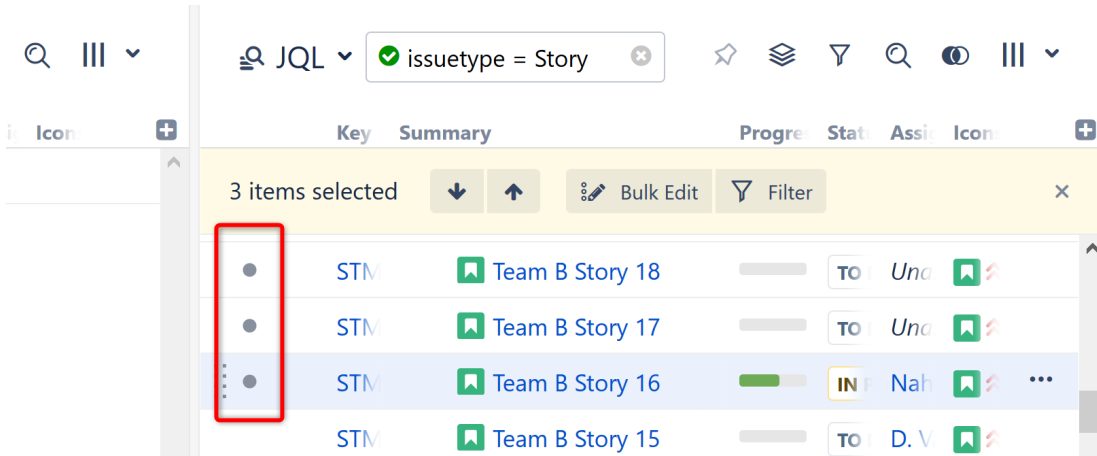 JQL issuetype = Story
Icon Key Summary Progre Stat Assi Icon
3 items selected Bulk Edit Filter
STM Team B Story 18 TO Una
STM Team B Story 17 TO Una
STM Team B Story 16 IN Nah
STM Team B Story 15 TO D. V